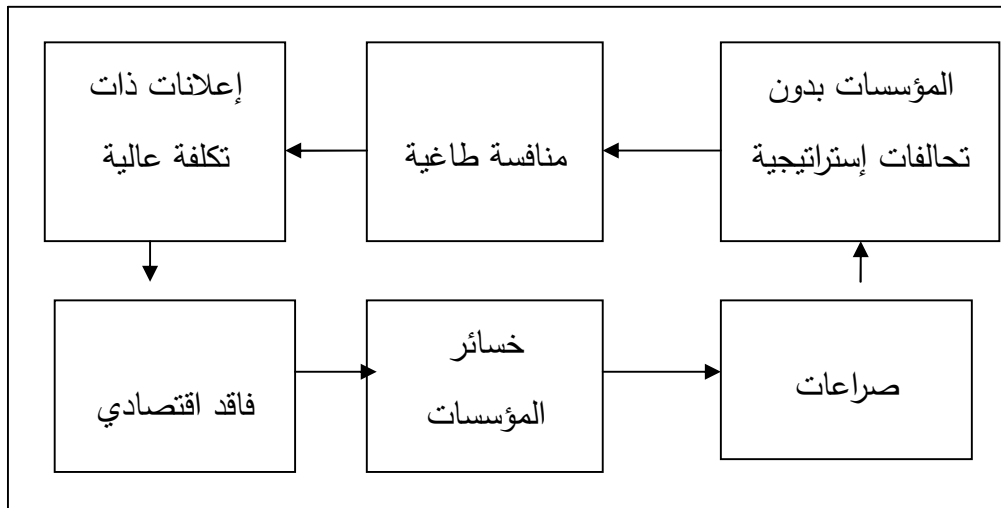 المؤسسات بدون
تحالفات إستراتيجية
منافسة طاغية
إعلانات ذات
تكلفة عالية
فاقد اقتصادي
خسائر
المؤسسات
صراعات